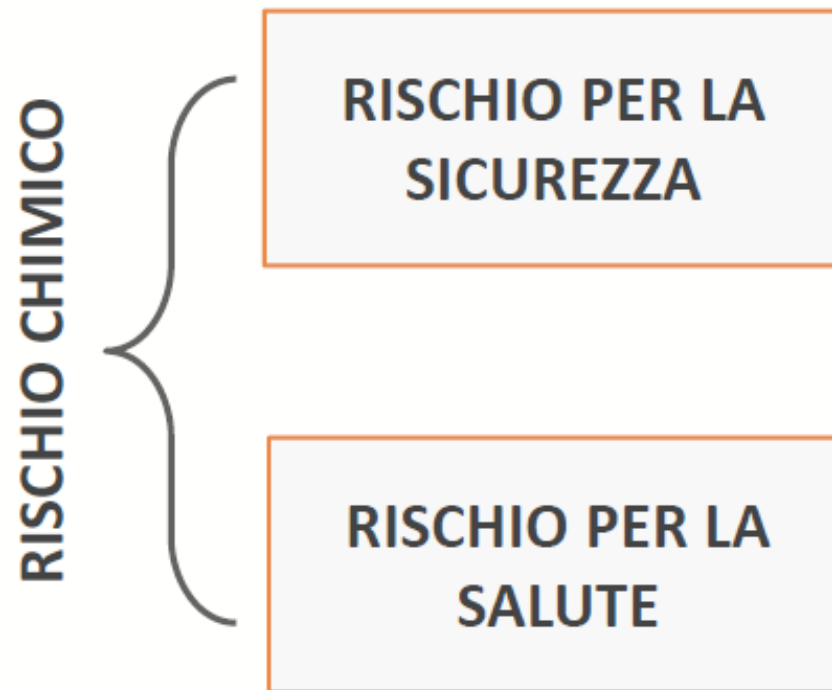 RISCHIO CHIMICO
RISCHIO PER LA
SICUREZZA
RISCHIO PER LA
SALUTE